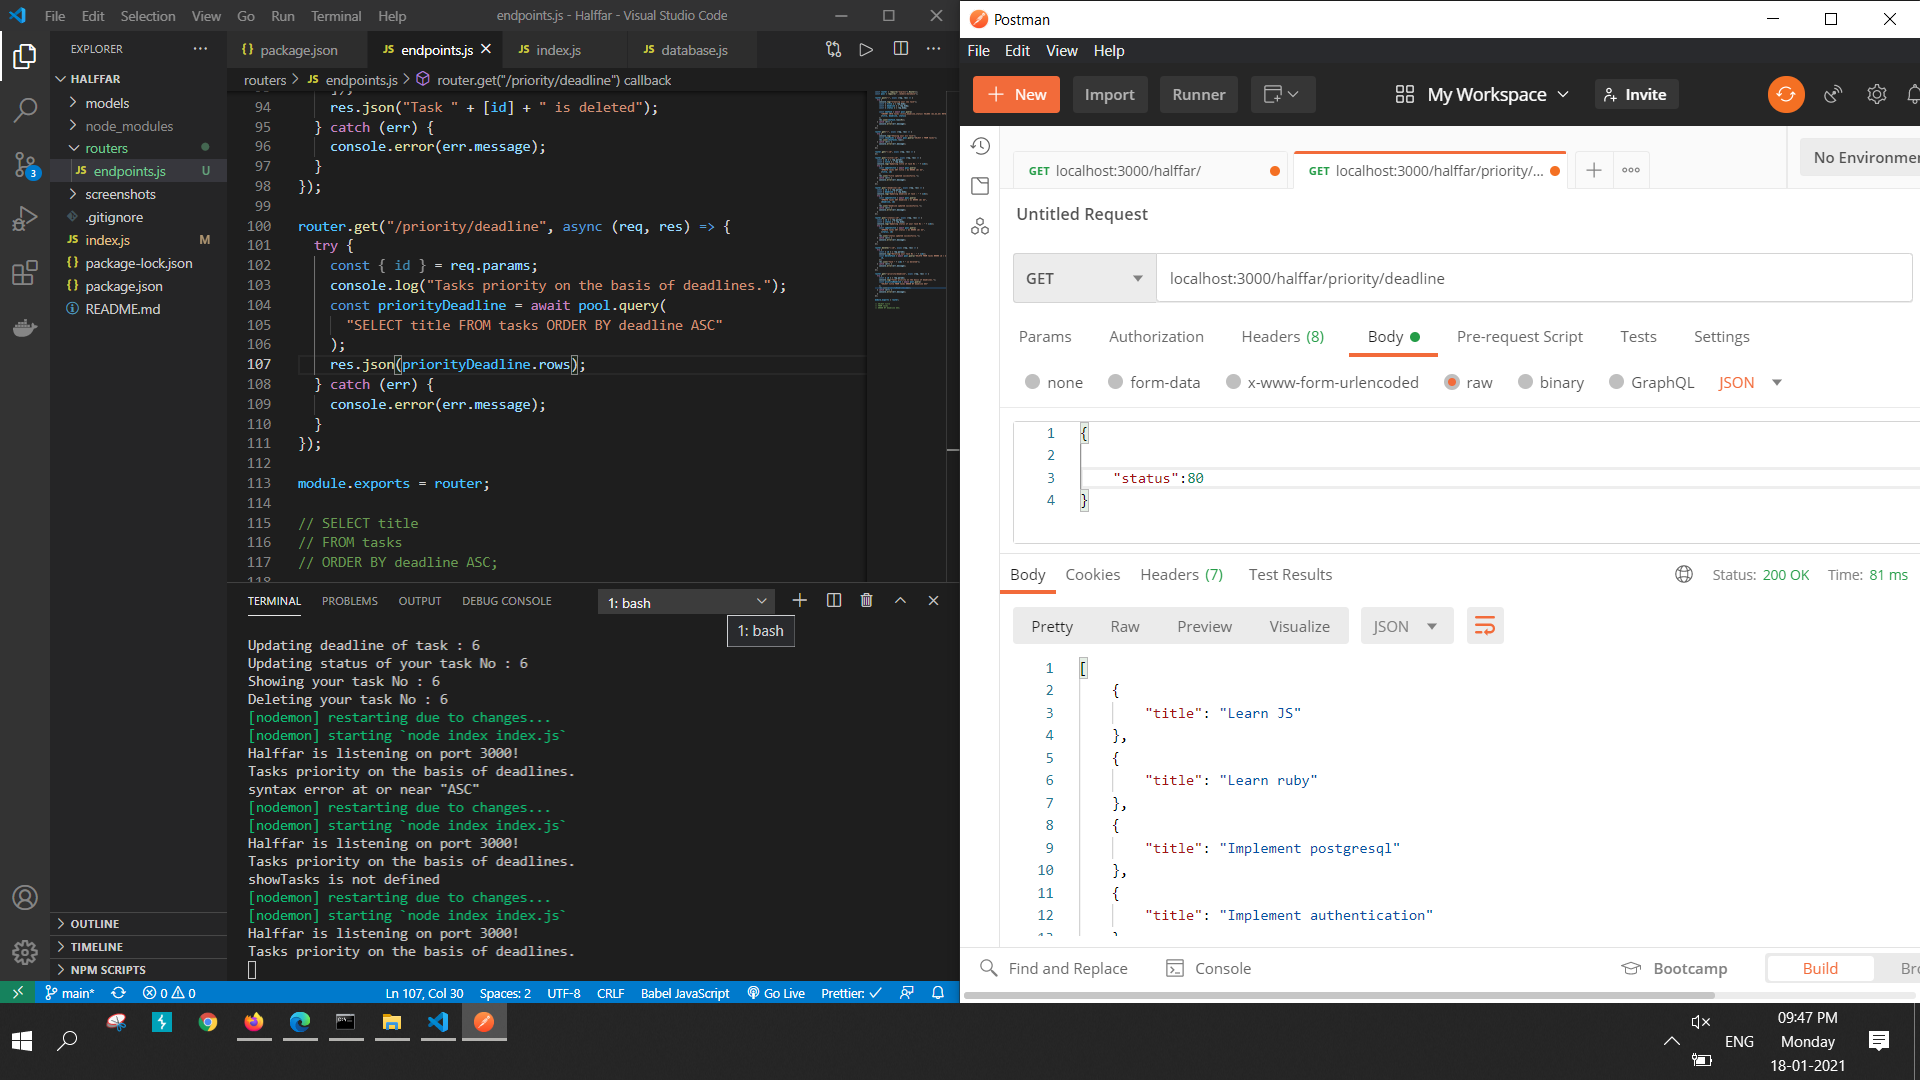 File Edit Selection View Go Run Terminal Help
endpoints.js - Halffar - Visual Studio Code
EXPLORER
HALFFAR
models
node_modules
routers
JS endpoints.js U
screenshots
.gitignore
JS index.js M
{} package-lock.json
{} package.json
README.md
OUTLINE
TIMELINE
NPM SCRIPTS
3
{} package.json
JS endpoints.js
JS index.js
JS database.js
routers > JS endpoints.js > router.get("/priority/deadline") callback
94 res.json("Task " + [id] + " is deleted");
95 } catch (err) {
96 console.error(err.message);
97 }
98 });
99
100 router.get("/priority/deadline", async (req, res) => {
101 try {
102 const { id } = req.params;
103 console.log("Tasks priority on the basis of deadlines.");
104 const priorityDeadline = await pool.query(
105 "SELECT title FROM tasks ORDER BY deadline ASC"
106 );
107 res.json(priorityDeadline.rows);
108 } catch (err) {
109 console.error(err.message);
110 }
111 });
112
113 module.exports = router;
114
115 // SELECT title
116 // FROM tasks
117 // ORDER BY deadline ASC;
118
TERMINAL PROBLEMS OUTPUT DEBUG CONSOLE
1: bash
1: bash
Updating deadline of task : 6
Updating status of your task No : 6
Showing your task No : 6
Deleting your task No : 6
[nodemon] restarting due to changes...
[nodemon] starting `node index index.js`
Halffar is listening on port 3000!
Tasks priority on the basis of deadlines.
syntax error at or near "ASC"
[nodemon] restarting due to changes...
[nodemon] starting `node index index.js`
Halffar is listening on port 3000!
Tasks priority on the basis of deadlines.
showTasks is not defined
[nodemon] restarting due to changes...
[nodemon] starting `node index index.js`
Halffar is listening on port 3000!
Tasks priority on the basis of deadlines.
main* 0 0 Ln 107, Col 30 Spaces: 2 UTF-8 CRLF Babel JavaScript Go Live Prettier: ✓
Postman
File Edit View Help
New
Import
Runner
My Workspace
Invite
GET localhost:3000/halffar/
GET localhost:3000/halffar/priority/...
No Environme
Untitled Request
GET
localhost:3000/halffar/priority/deadline
Params Authorization Headers (8) Body Pre-request Script Tests Settings
none form-data x-www-form-urlencoded raw binary GraphQL JSON
1 {
2
3 "status":80
4 }
Body Cookies Headers (7) Test Results
Status: 200 OK Time: 81 ms
Pretty Raw Preview Visualize JSON
1 [
2 {
3 "title": "Learn JS"
4 },
5 {
6 "title": "Learn ruby"
7 },
8 {
9 "title": "Implement postgresql"
10 },
11 {
12 "title": "Implement authentication"
Find and Replace Console Bootcamp Build Bro
ENG
09:47 PM
Monday
18-01-2021